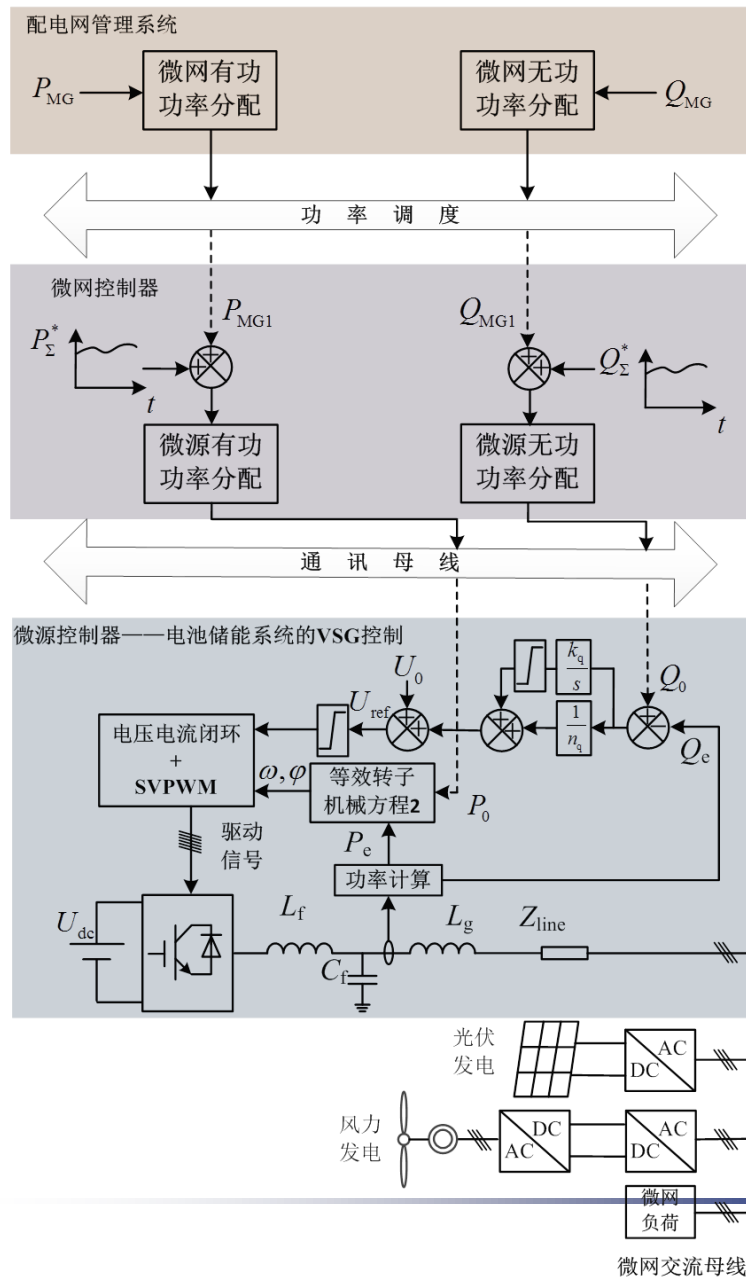 配电网管理系统
P_MG
微网有功
功率分配
微网无功
功率分配
Q_MG
功率调度
微网控制器
P_Σ^*
t
P_MG1
Q_MG1
Q_Σ^*
t
微源有功
功率分配
微源无功
功率分配
通讯母线
微源控制器——电池储能系统的VSG控制
U_0
U_ref
k_q/s
1/n_q
Q_0
Q_e
电压电流闭环
+
SVPWM
ω,φ
等效转子
机械方程2
P_0
P_e
驱动
信号
功率计算
U_dc
L_f
C_f
L_g
Z_line
光伏
发电
AC
DC
风力
发电
DC
AC
AC
DC
微网
负荷
微网交流母线